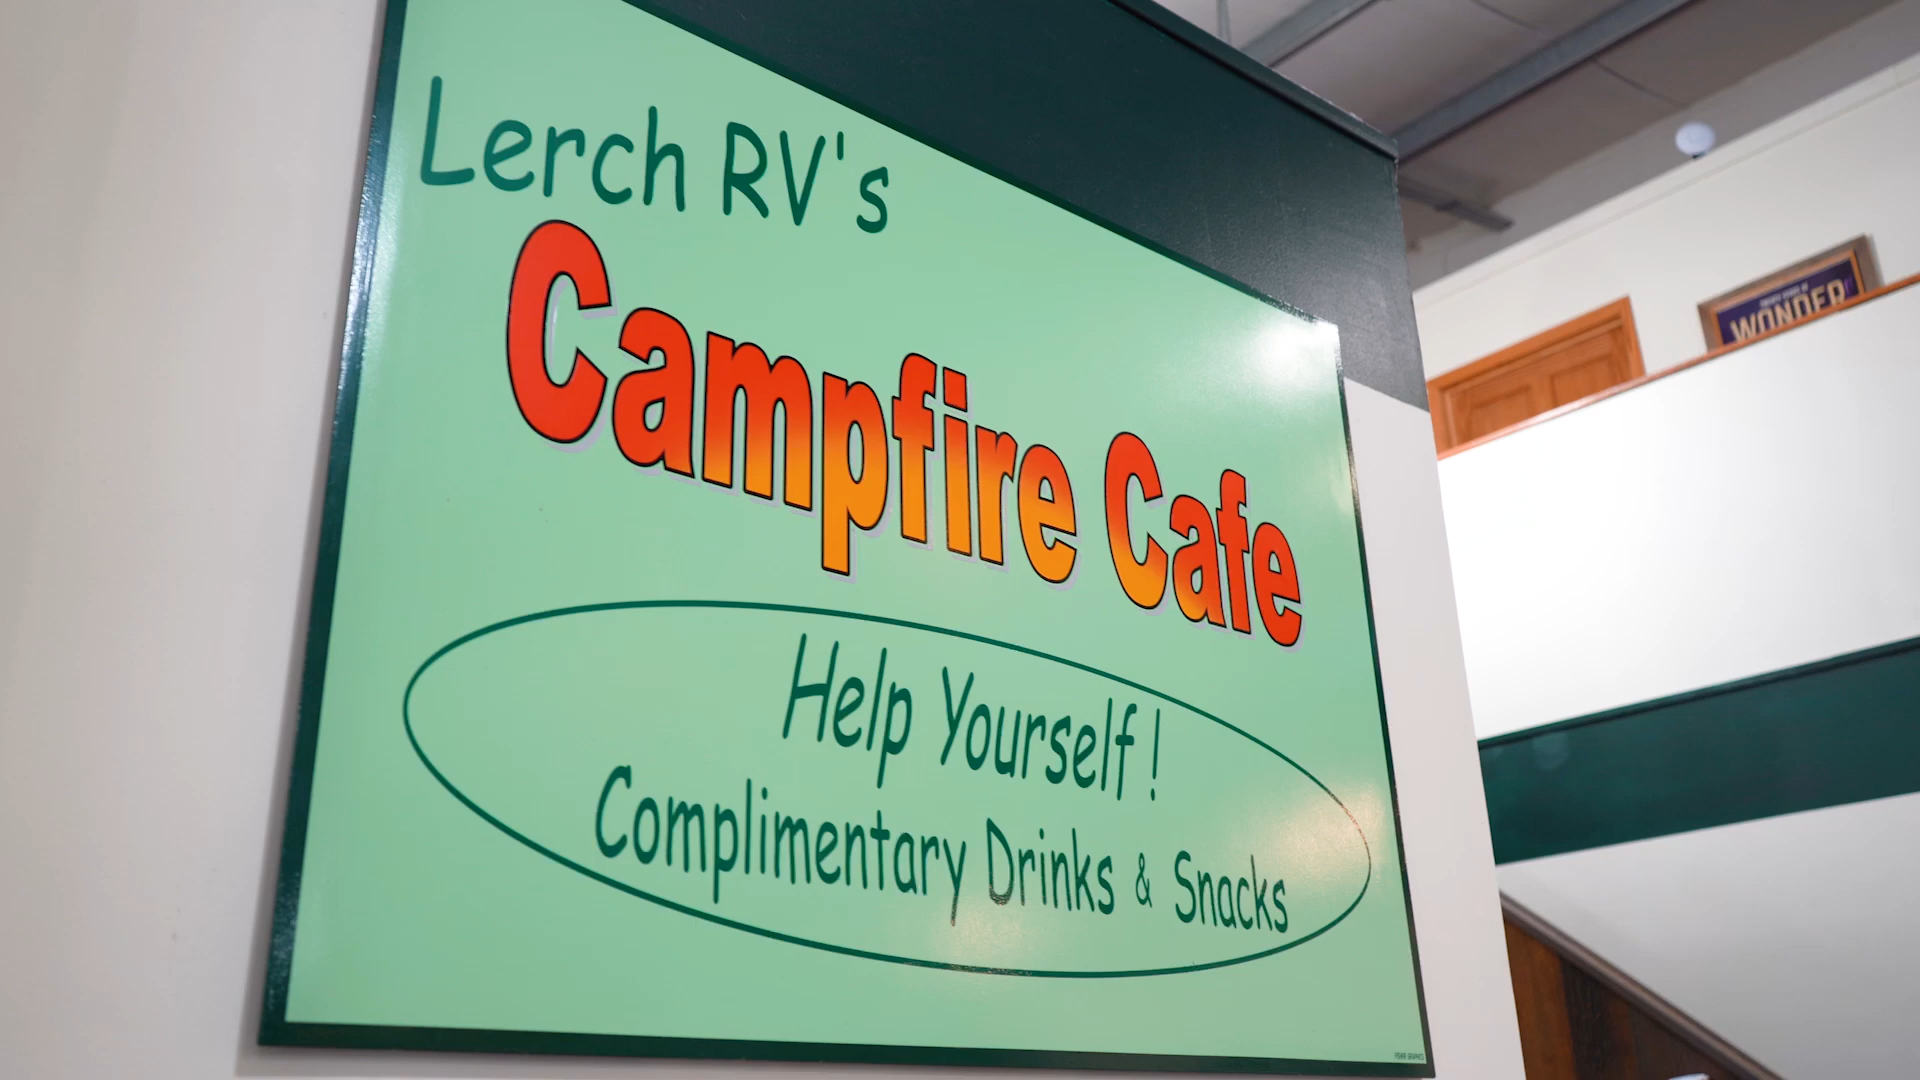 Lerch RV's
Campfire Cafe
Help Yourself !
Complimentary Drinks & Snacks
WONDER